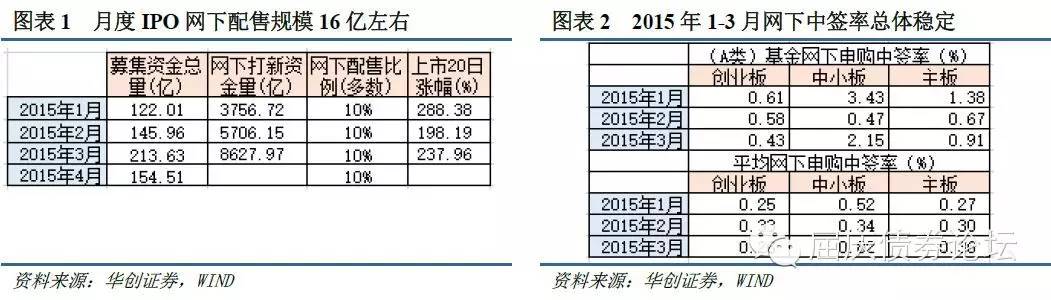 图表1 月度 IPO 网下配售规模 16 亿左右
募集资金总量(亿) 网下打新资金量(亿) 网下配售比例(多数) 上市20日涨幅(%)
2015年1月 122.01 3756.72 10% 288.38
2015年2月 145.96 5706.15 10% 198.19
2015年3月 213.63 8627.97 10% 237.96
2015年4月 154.51 10%
资料来源：华创证券，WIND
图表2 2015 年 1-3 月网下中签率总体稳定
(A类) 基金网下申购中签率 (%)
创业板 中小板 主板
2015年1月 0.61 3.43 1.38
2015年2月 0.58 0.47 0.67
2015年3月 0.43 2.15 0.91
平均网下申购中签率 (%)
创业板 中小板 主板
2015年1月 0.25 0.52 0.27
2015年2月 0.34 0.30
2015年3月
屈庆债券论坛
资料来源：华创证券，WIND